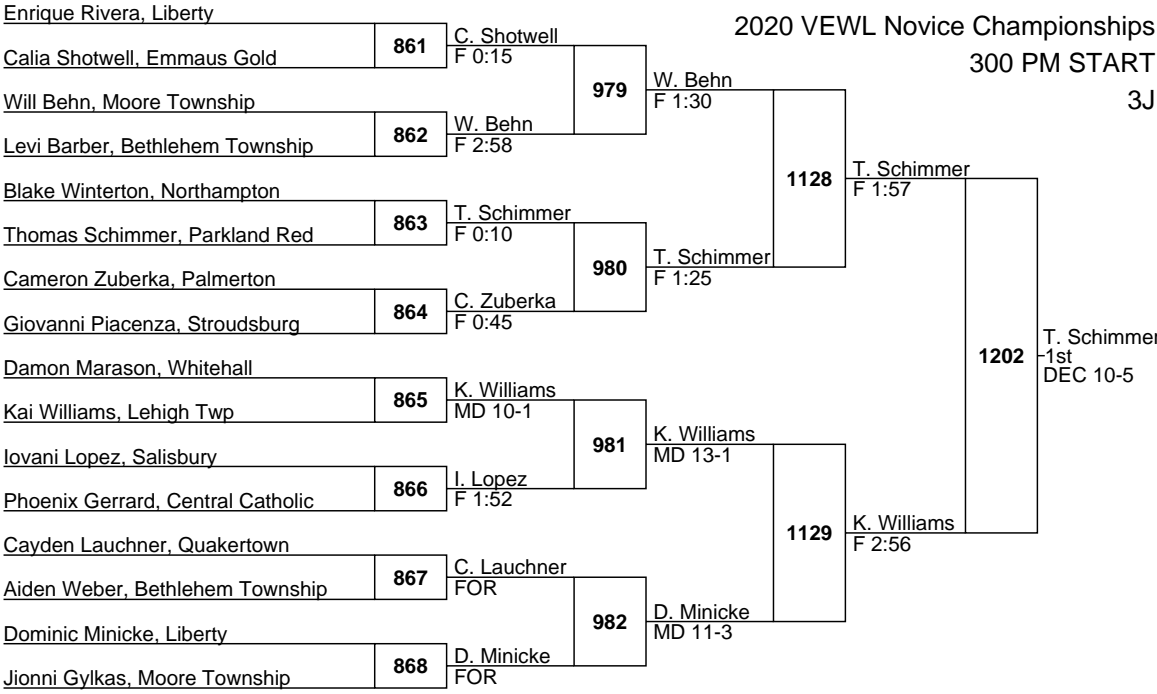 Enrique Rivera, Liberty
861
C. Shotwell
F 0:15
Calia Shotwell, Emmaus Gold
2020 VEWL Novice Championships
300 PM START
3J
979
W. Behn
F 1:30
Will Behn, Moore Township
862
W. Behn
F 2:58
Levi Barber, Bethlehem Township
1128
T. Schimmer
F 1:57
Blake Winterton, Northampton
863
T. Schimmer
F 0:10
Thomas Schimmer, Parkland Red
980
T. Schimmer
F 1:25
Cameron Zuberka, Palmerton
864
C. Zuberka
F 0:45
Giovanni Piacenza, Stroudsburg
1202
T. Schimmer
1st
DEC 10-5
Damon Marason, Whitehall
865
K. Williams
MD 10-1
Kai Williams, Lehigh Twp
981
K. Williams
MD 13-1
Iovani Lopez, Salisbury
866
I. Lopez
F 1:52
Phoenix Gerrard, Central Catholic
1129
K. Williams
F 2:56
Cayden Lauchner, Quakertown
867
C. Lauchner
FOR
Aiden Weber, Bethlehem Township
982
D. Minicke
MD 11-3
Dominic Minicke, Liberty
868
D. Minicke
FOR
Jionni Gylkas, Moore Township